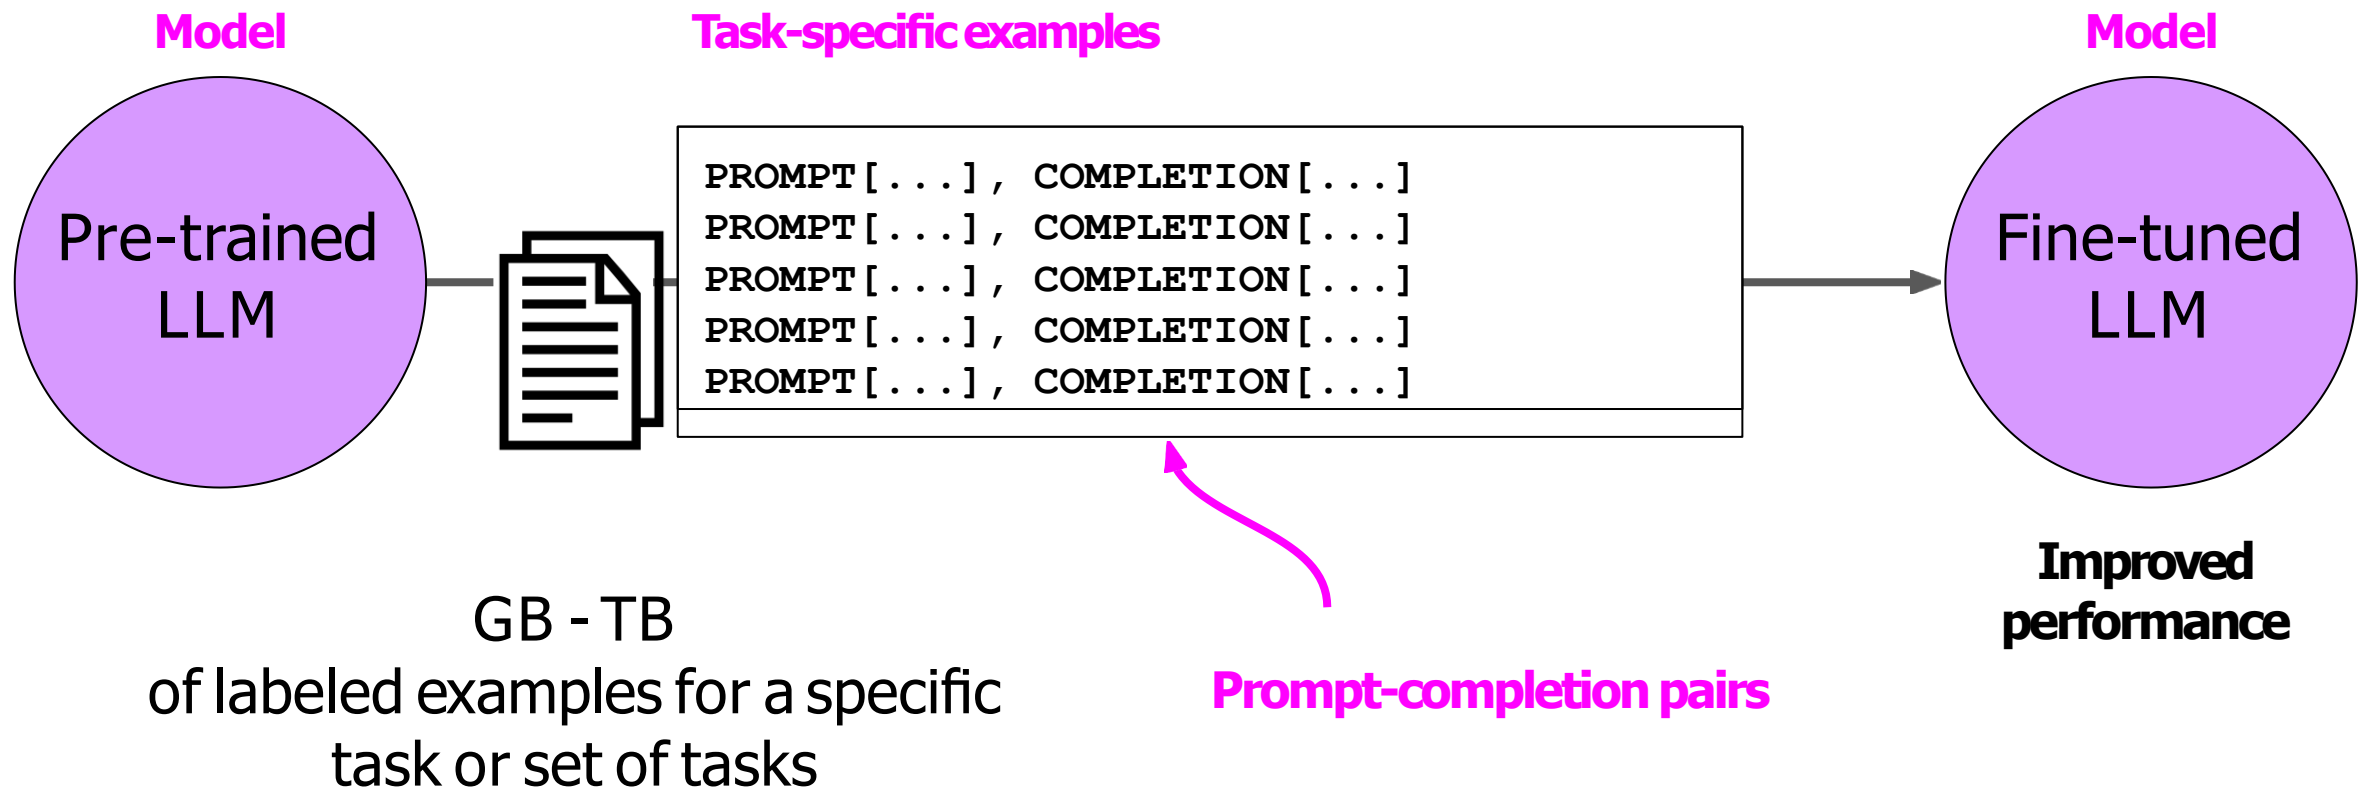 Model
Task-specific examples
Model
Pre-trained
LLM
PROMPT[...], COMPLETION[...]
PROMPT[...], COMPLETION[...]
PROMPT[...], COMPLETION[...]
PROMPT[...], COMPLETION[...]
PROMPT[...], COMPLETION[...]
Fine-tuned
LLM
GB - TB
of labeled examples for a specific
task or set of tasks
Prompt-completion pairs
Improved
performance